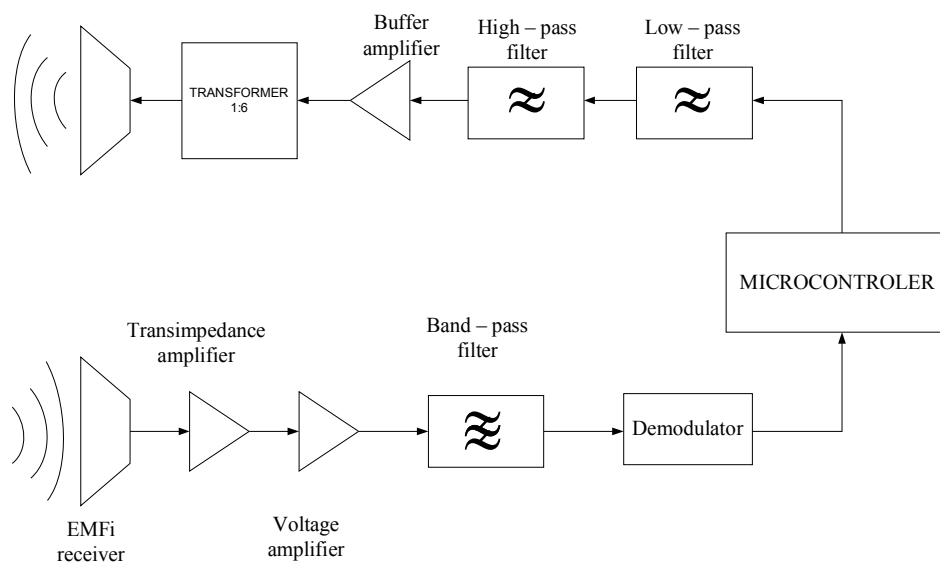 Buffer
amplifier
High – pass
filter
Low – pass
filter
TRANSFORMER
1:6
MICROCONTROLER
Transimpedance
amplifier
Band – pass
filter
Demodulator
EMFi
receiver
Voltage
amplifier